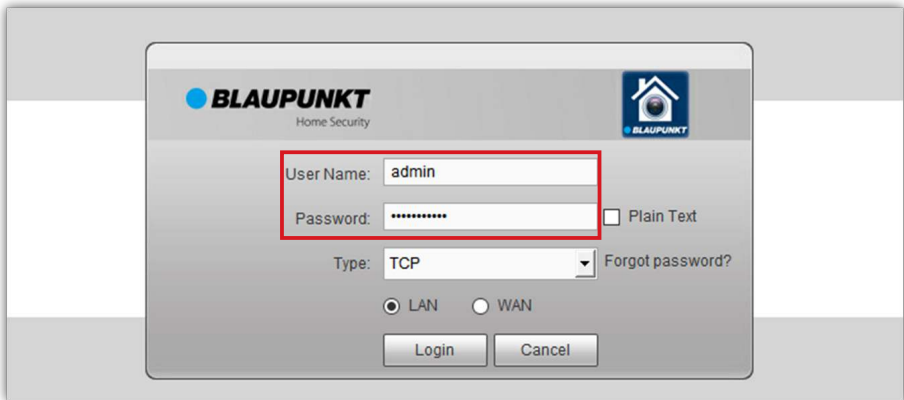 BLAUPUNKT
Home Security
BLAUPUNKT
User Name: admin
Password: •••••••••••
Plain Text
Type: TCP
Forgot password?
LAN WAN
Login Cancel